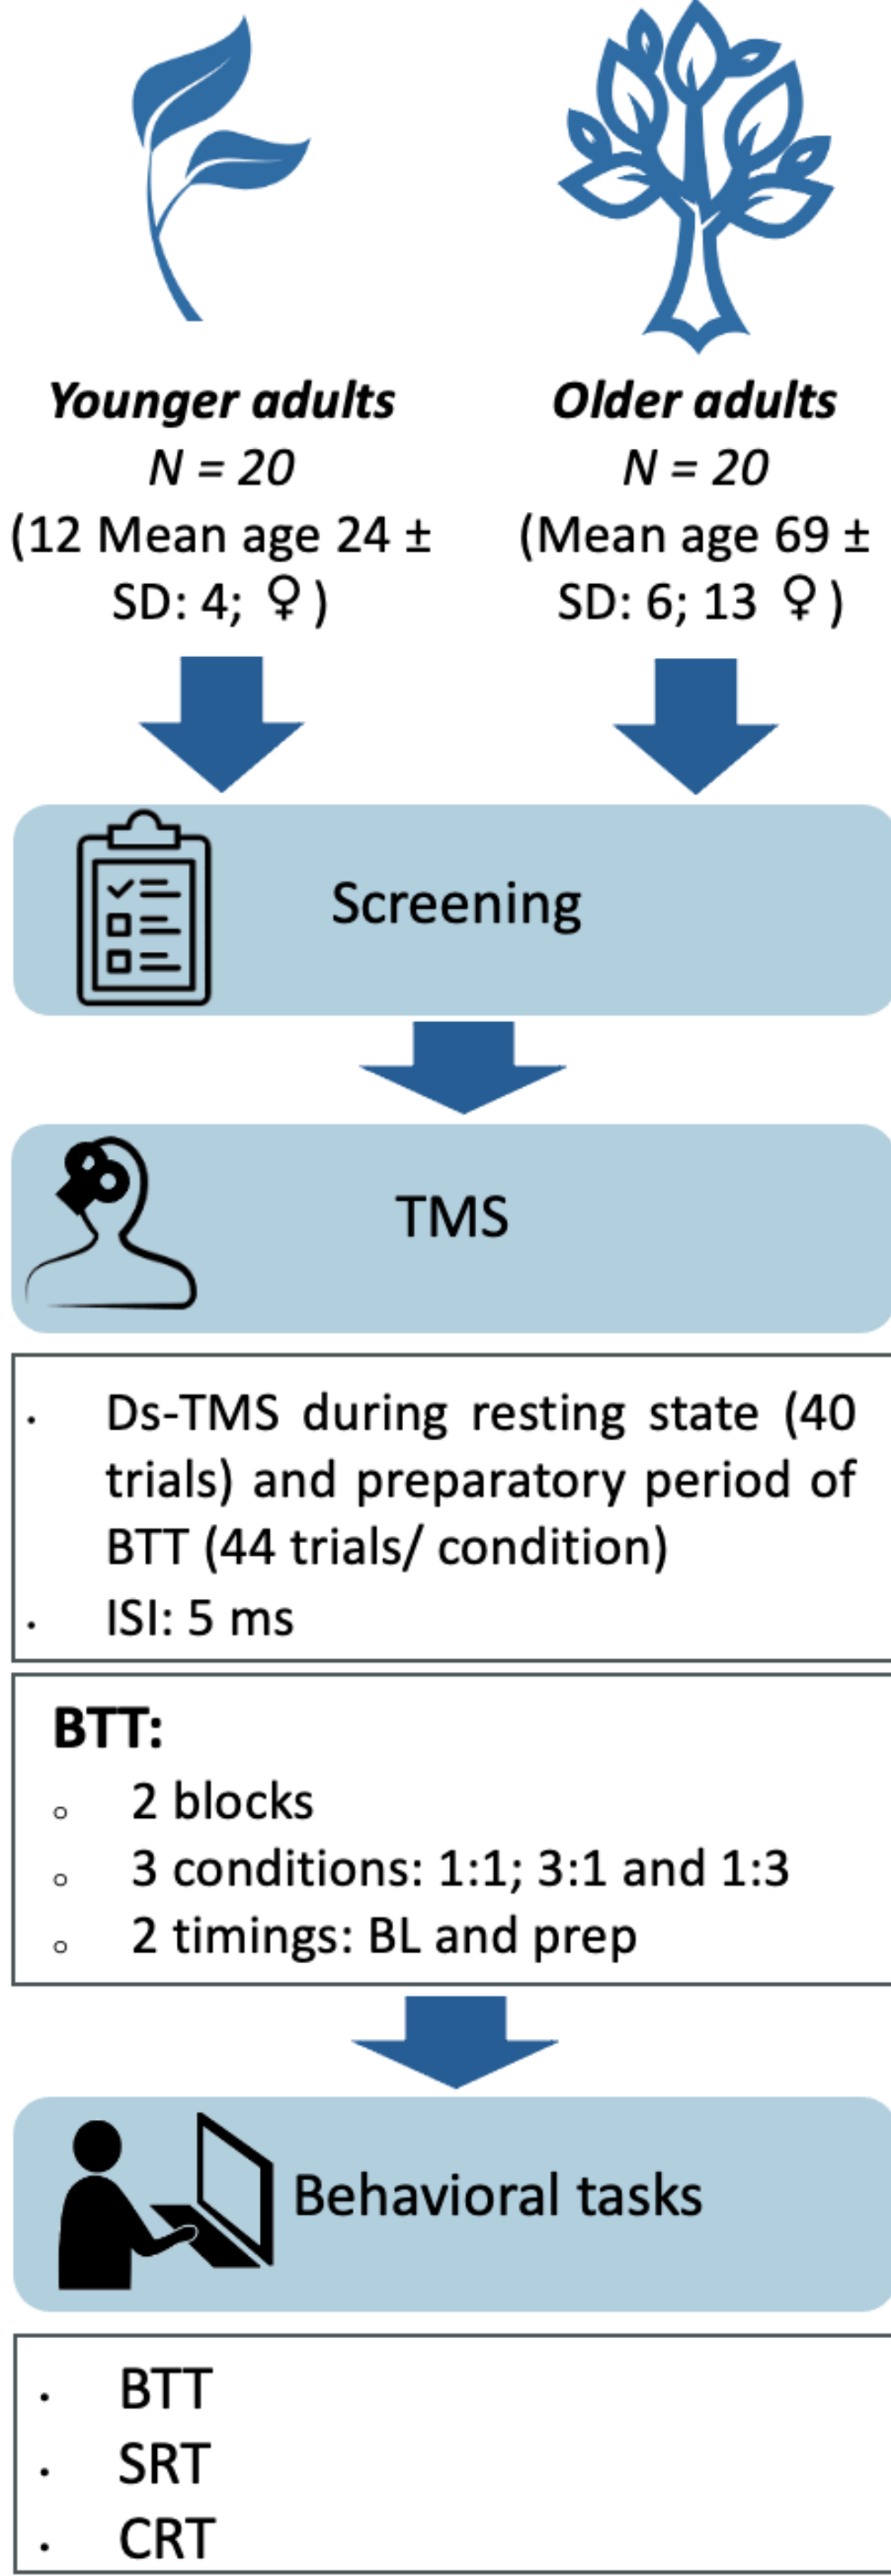 Younger adults
N = 20
(12 Mean age 24 ±
SD: 4; ♀)
Older adults
N = 20
(Mean age 69 ±
SD: 6; 13 ♀)
Screening
TMS
· Ds-TMS during resting state (40
trials) and preparatory period of
BTT (44 trials/ condition)
· ISI: 5 ms
BTT:
○ 2 blocks
○ 3 conditions: 1:1; 3:1 and 1:3
○ 2 timings: BL and prep
Behavioral tasks
· BTT
· SRT
· CRT